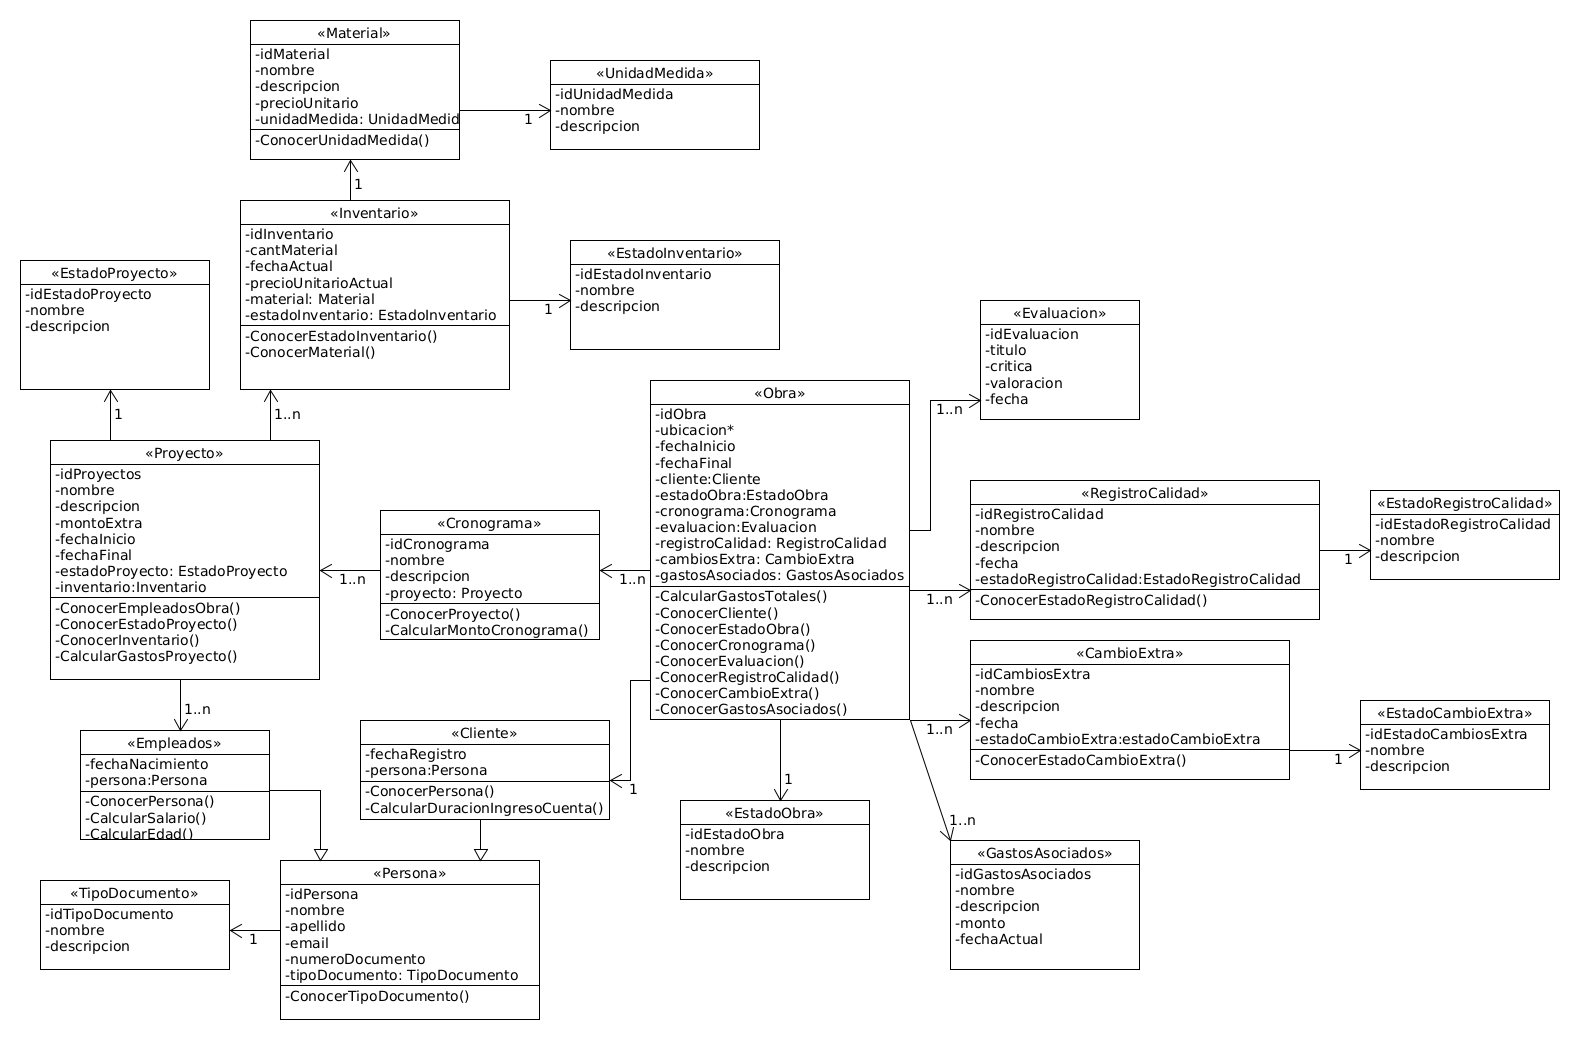 «Material»
-idMaterial
-nombre
-descripcion
-precioUnitario
-unidadMedida: UnidadMedid
-ConocerUnidadMedida()
1
«UnidadMedida»
-idUnidadMedida
-nombre
-descripcion
1
«Inventario»
-idInventario
-cantMaterial
-fechaActual
-precioUnitarioActual
-material: Material
-estadoInventario: EstadoInventario
-ConocerEstadoInventario()
-ConocerMaterial()
1
«EstadoInventario»
-idEstadoInventario
-nombre
-descripcion
«EstadoProyecto»
-idEstadoProyecto
-nombre
-descripcion
1
1..n
«Proyecto»
-idProyectos
-nombre
-descripcion
-montoExtra
-fechaInicio
-fechaFinal
-estadoProyecto: EstadoProyecto
-inventario:Inventario
-ConocerEmpleadosObra()
-ConocerEstadoProyecto()
-ConocerInventario()
-CalcularGastosProyecto()
1..n
«Cronograma»
-idCronograma
-nombre
-descripcion
-proyecto: Proyecto
-ConocerProyecto()
-CalcularMontoCronograma()
1..n
«Obra»
-idObra
-ubicacion*
-fechaInicio
-fechaFinal
-cliente:Cliente
-estadoObra:EstadoObra
-cronograma:Cronograma
-evaluacion:Evaluacion
-registroCalidad: RegistroCalidad
-cambiosExtra: CambioExtra
-gastosAsociados: GastosAsociados
-CalcularGastosTotales()
-ConocerCliente()
-ConocerEstadoObra()
-ConocerCronograma()
-ConocerEvaluacion()
-ConocerRegistroCalidad()
-ConocerCambioExtra()
-ConocerGastosAsociados()
1..n
«Evaluacion»
-idEvaluacion
-titulo
-critica
-valoracion
-fecha
1..n
«RegistroCalidad»
-idRegistroCalidad
-nombre
-descripcion
-fecha
-estadoRegistroCalidad:EstadoRegistroCalidad
-ConocerEstadoRegistroCalidad()
1
«EstadoRegistroCalidad»
-idEstadoRegistroCalidad
-nombre
-descripcion
1..n
«CambioExtra»
-idCambiosExtra
-nombre
-descripcion
-fecha
-estadoCambioExtra:estadoCambioExtra
-ConocerEstadoCambioExtra()
1
«EstadoCambioExtra»
-idEstadoCambiosExtra
-nombre
-descripcion
1..n
«Empleados»
-fechaNacimiento
-persona:Persona
-ConocerPersona()
-CalcularSalario()
-CalcularEdad()
«Cliente»
-fechaRegistro
-persona:Persona
-ConocerPersona()
-CalcularDuracionIngresoCuenta()
1
1
«EstadoObra»
-idEstadoObra
-nombre
-descripcion
1..n
«GastosAsociados»
-idGastosAsociados
-nombre
-descripcion
-monto
-fechaActual
«TipoDocumento»
-idTipoDocumento
-nombre
-descripcion
1
«Persona»
-idPersona
-nombre
-apellido
-email
-numeroDocumento
-tipoDocumento: TipoDocumento
-ConocerTipoDocumento()